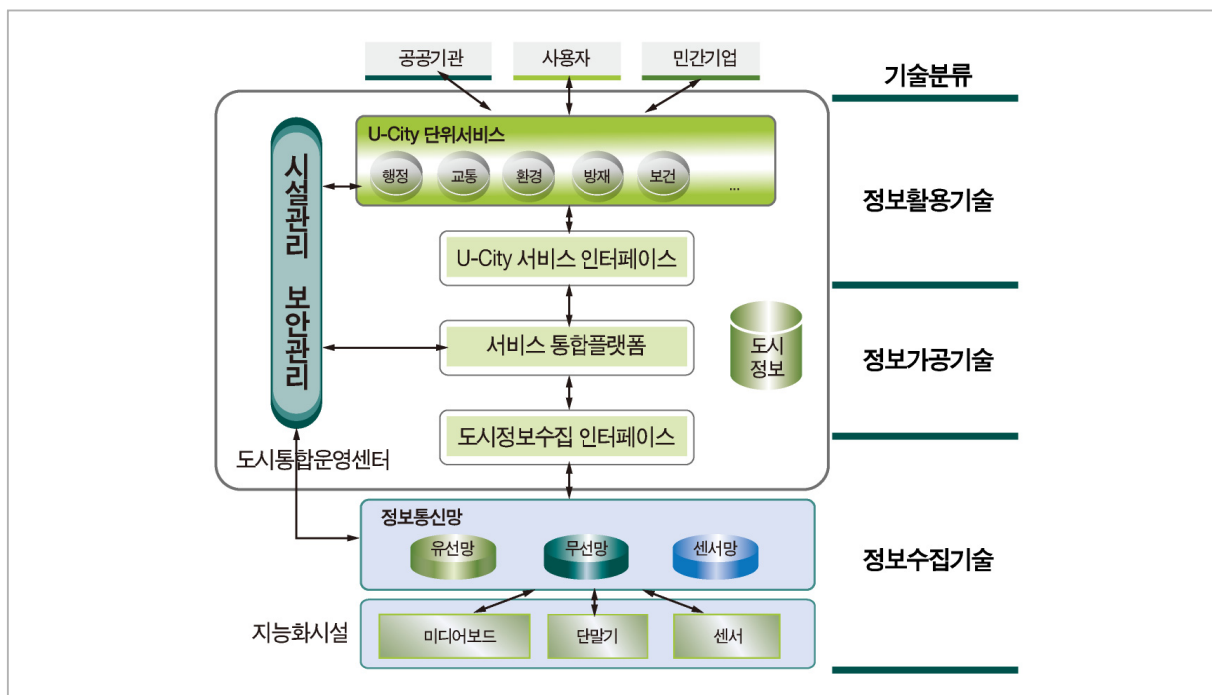 공공기관
사용자
민간기업
기술분류
U-City 단위서비스
행정
교통
환경
방재
보건
...
시설관리 보안관리
정보활용기술
U-City 서비스 인터페이스
서비스 통합플랫폼
도시
정보
정보가공기술
도시정보수집 인터페이스
도시통합운영센터
정보통신망
유선망
무선망
센서망
정보수집기술
지능화시설
미디어보드
단말기
센서